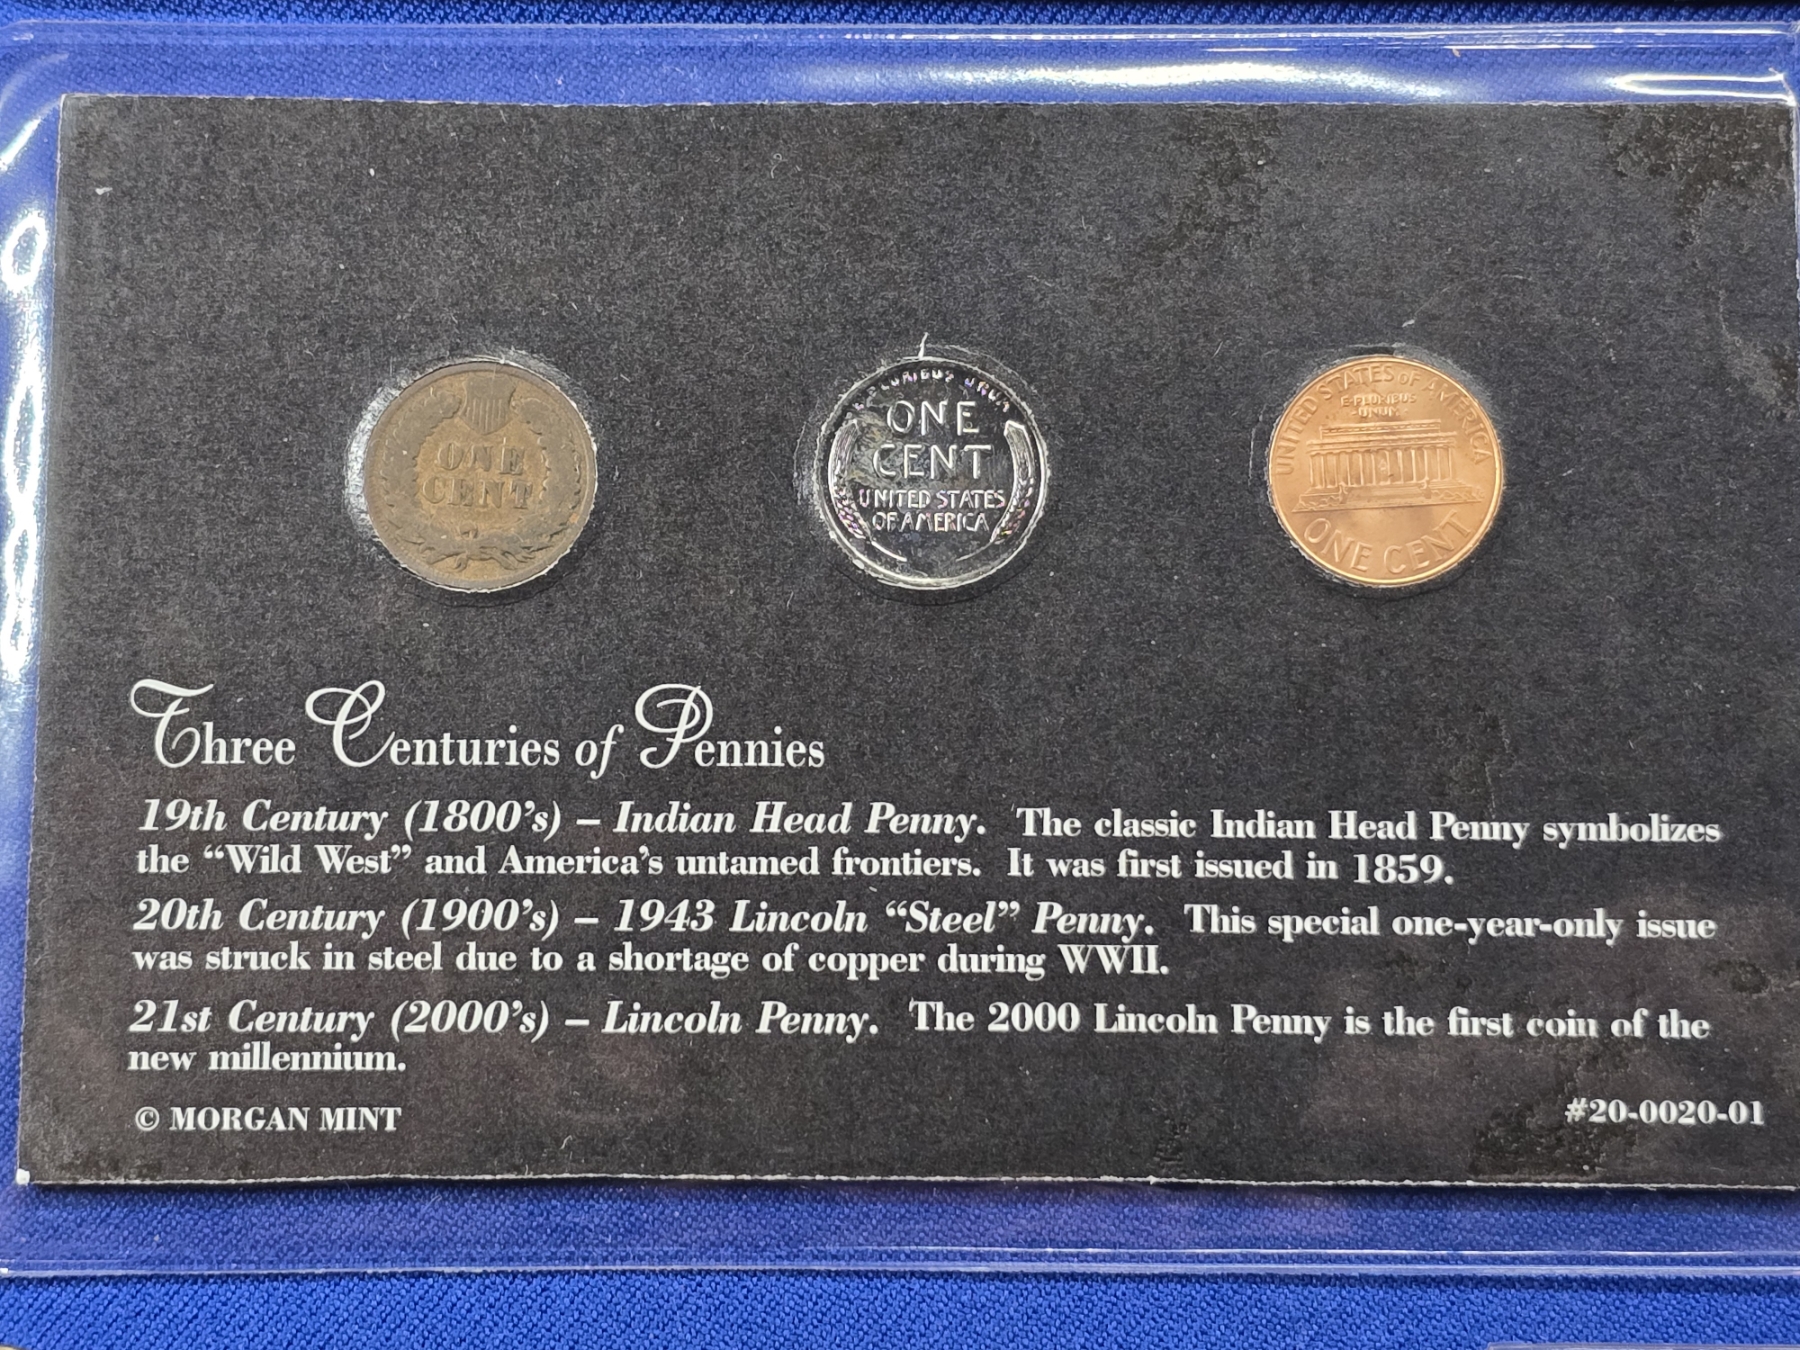 ONE
CENT
E PLURIBUS UNUM
ONE
CENT
UNITED STATES
OF AMERICA
UNITED STATES OF AMERICA
E·PLURIBUS
·UNUM·
ONE CENT
Three Centuries of Pennies
19th Century (1800's) – Indian Head Penny. The classic Indian Head Penny symbolizes
the “Wild West” and America's untamed frontiers. It was first issued in 1859.
20th Century (1900's) – 1943 Lincoln “Steel” Penny. This special one-year-only issue
was struck in steel due to a shortage of copper during WWII.
21st Century (2000's) – Lincoln Penny. The 2000 Lincoln Penny is the first coin of the
new millennium.
© MORGAN MINT
#20-0020-01